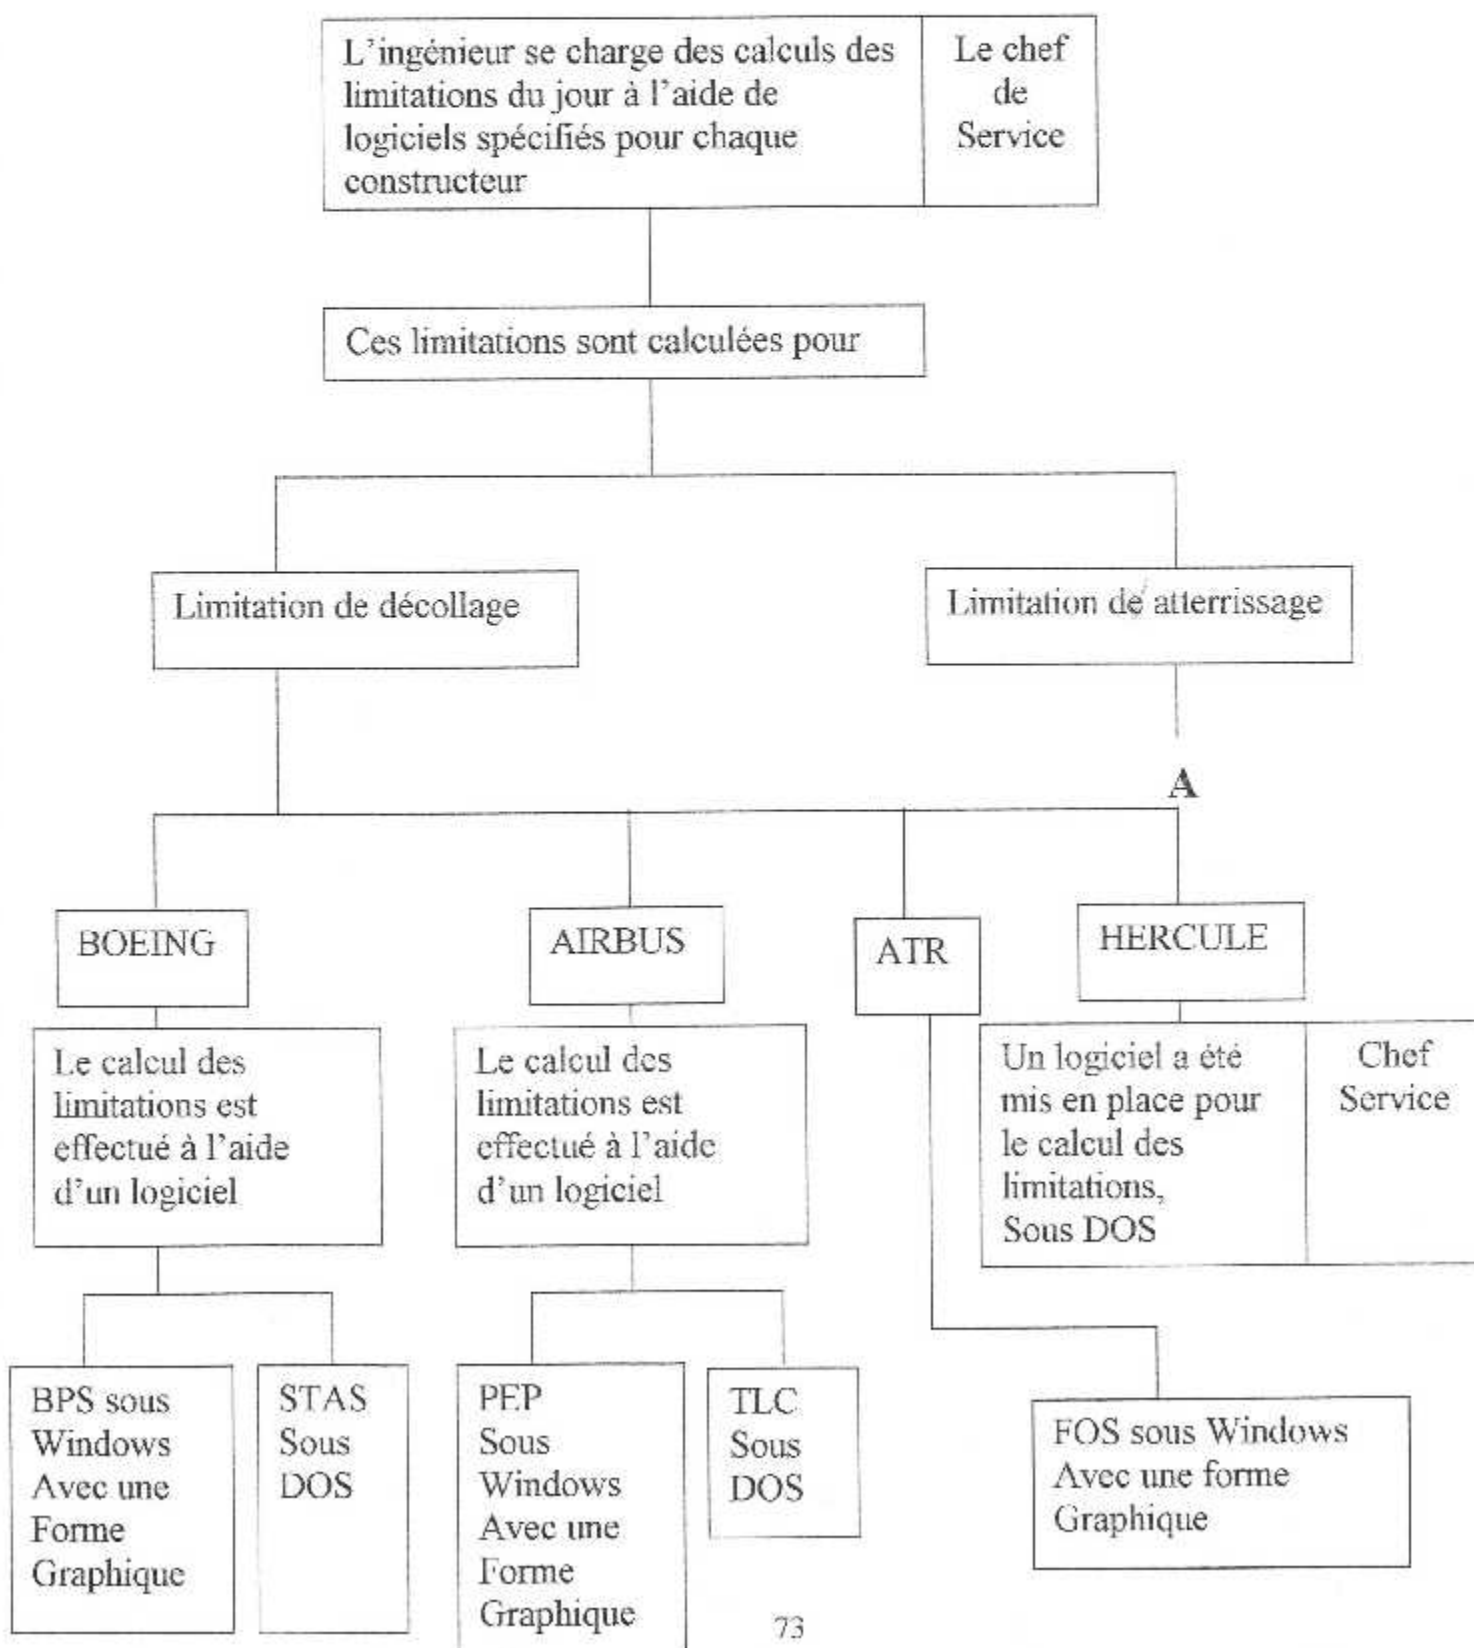 L'ingénieur se charge des calculs des
limitations du jour à l'aide de
logiciels spécifiés pour chaque
constructeur
Le chef
de
Service
Ces limitations sont calculées pour
Limitation de décollage
Limitation de atterrissage
A
BOEING
AIRBUS
ATR
HERCULE
Le calcul des
limitations est
effectué à l'aide
d'un logiciel
Le calcul des
limitations est
effectué à l'aide
d'un logiciel
Un logiciel a été
mis en place pour
le calcul des
limitations,
Sous DOS
Chef
Service
BPS sous
Windows
Avec une
Forme
Graphique
STAS
Sous
DOS
PEP
Sous
Windows
Avec une
Forme
Graphique
TLC
Sous
DOS
FOS sous Windows
Avec une forme
Graphique
73